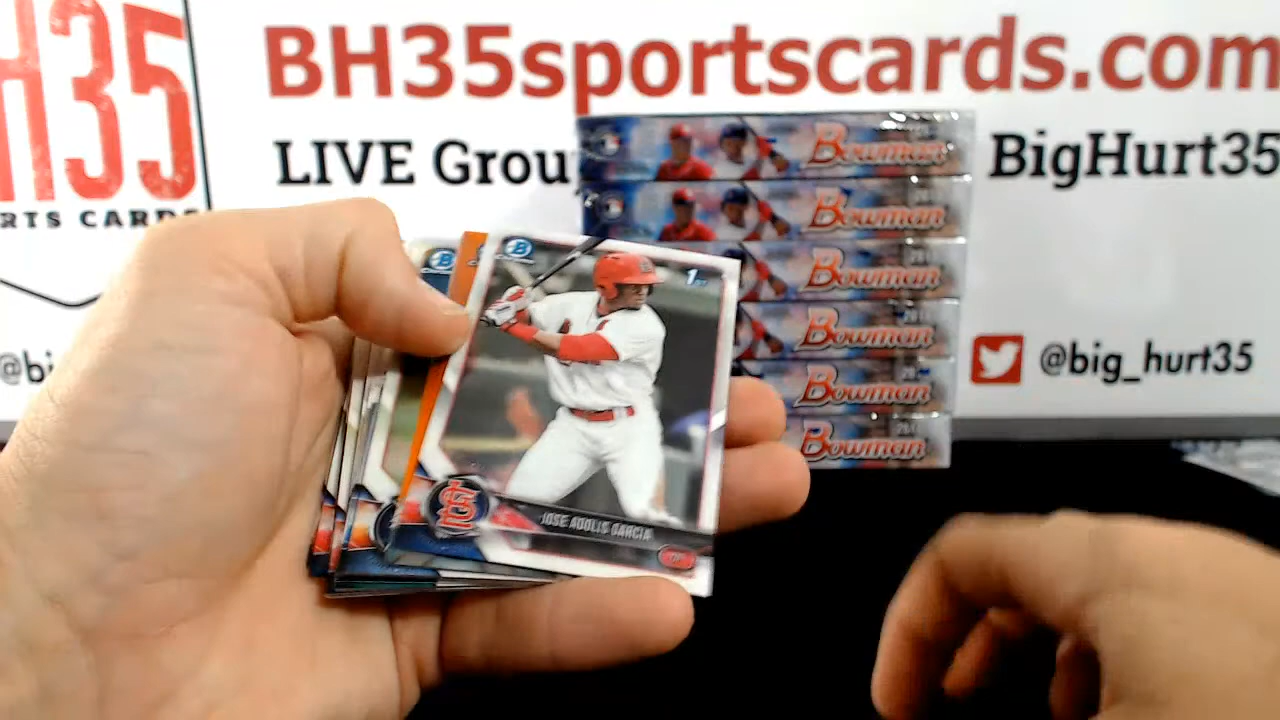 BH35sportscards.com
H35
RTS CARDS
LIVE Grou
BigHurt35
Bowman
Bowman
Bowman
Bowman
Bowman
Bowman
@bi
@big_hurt35
B
1ST
JOSE ADOLIS GARCIA